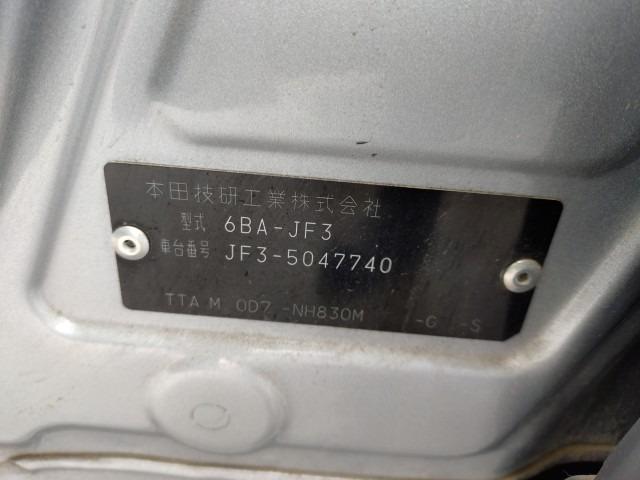 本田技研工業株式会社
型式 6BA-JF3
車台番号 JF3-5047740
TTA M 0D7 -NH830M -G -S